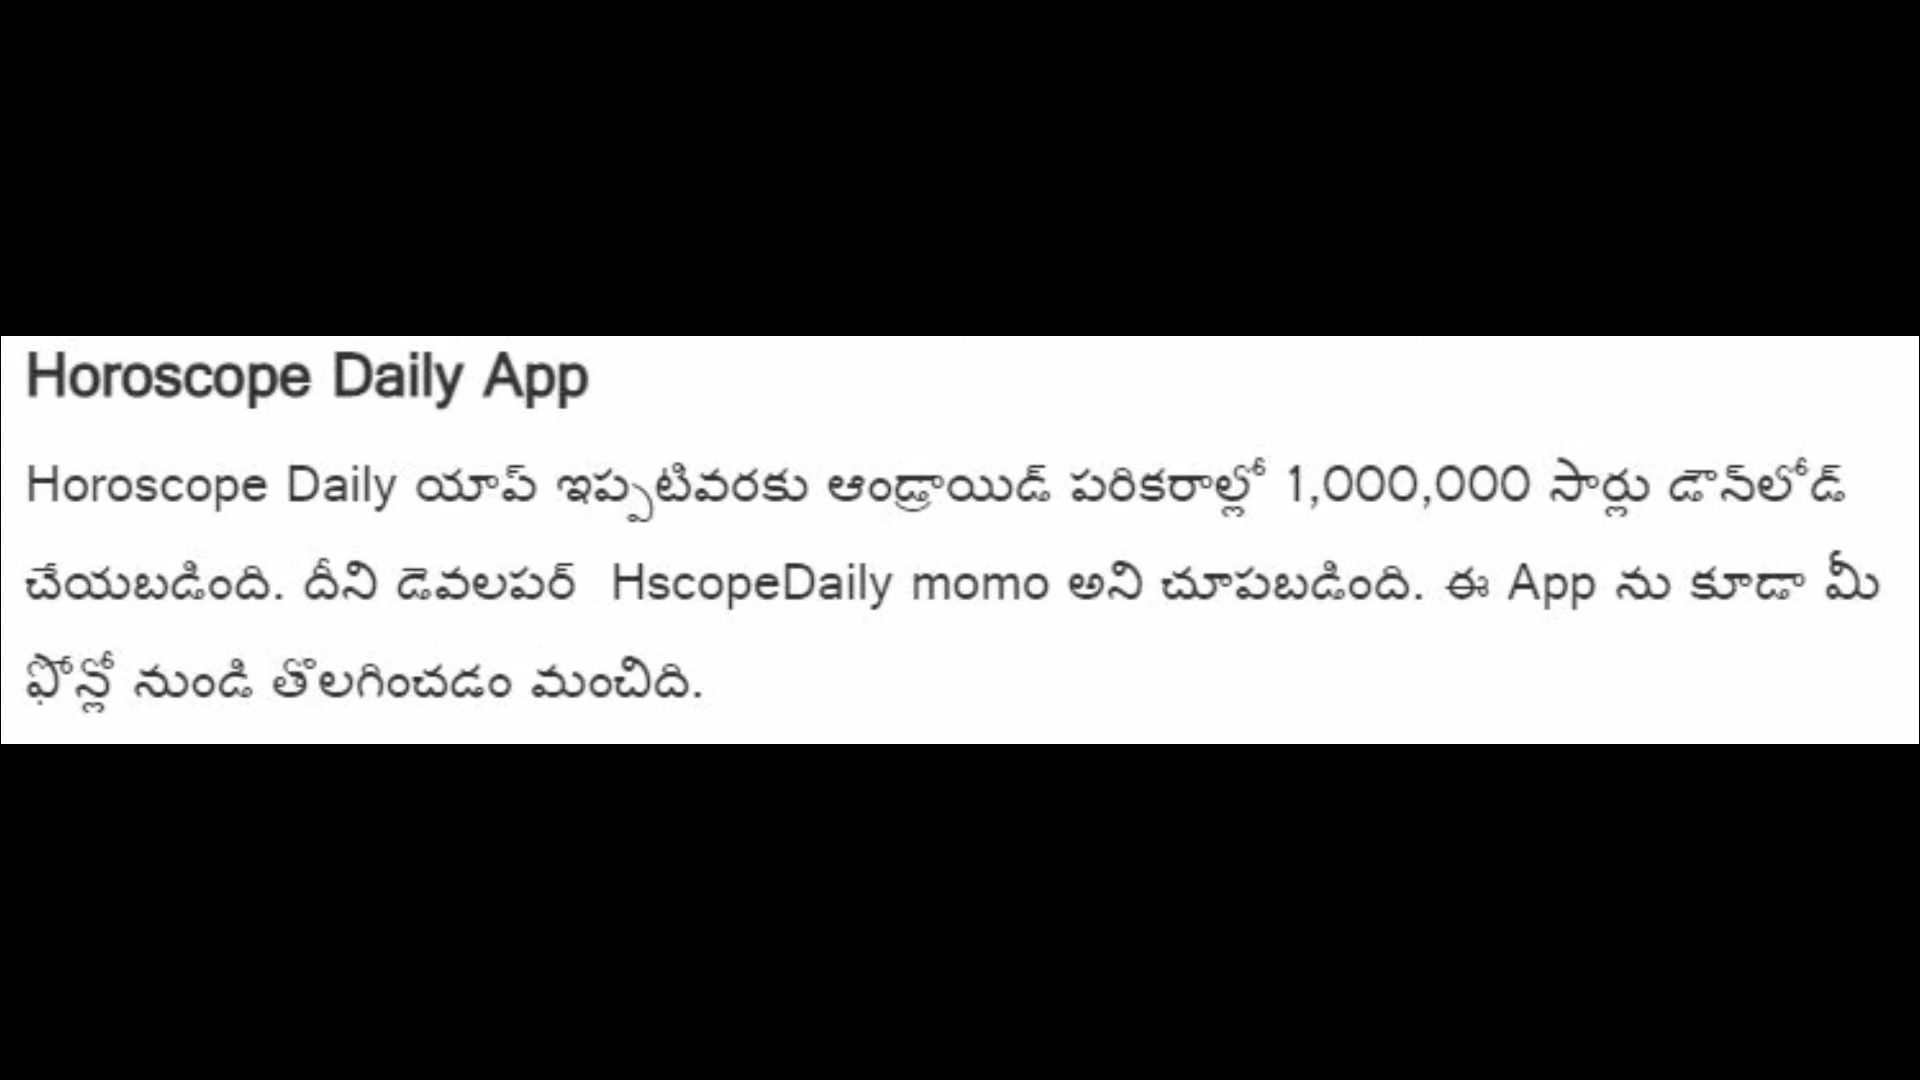 Horoscope Daily App
Horoscope Daily యాప్ ఇప్పటివరకు ఆండ్రాయిడ్ పరికరాల్లో 1,000,000 సార్లు డౌన్‌లోడ్
చేయబడింది. దీని డెవలపర్ HscopeDaily momo అని చూపబడింది. ఈ App ను కూడా మీ
ఫోన్లో నుండి తొలగించడం మంచిది.